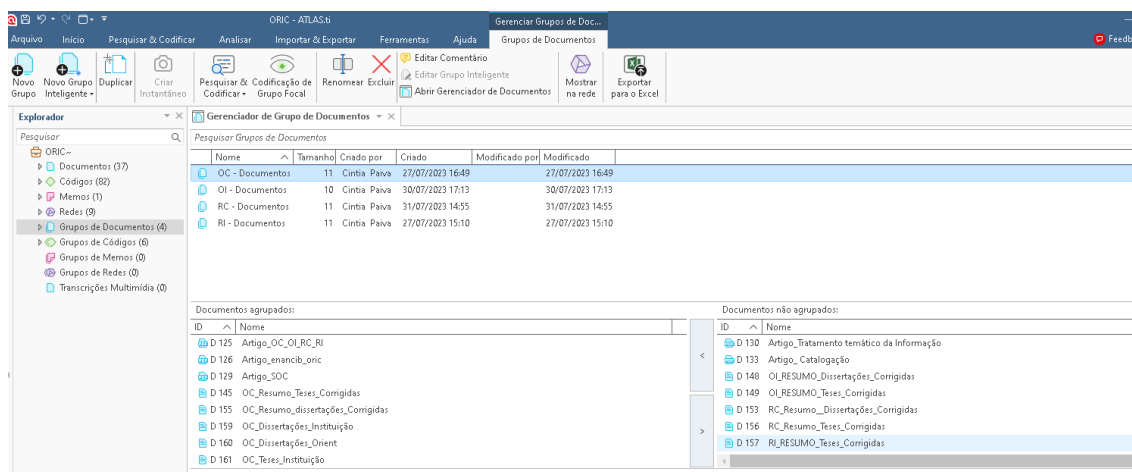 ORIC - ATLAS.ti
Gerenciar Grupos de Doc...
Arquivo Início Pesquisar & Codificar Analisar Importar & Exportar Ferramentas Ajuda Grupos de Documentos Feedb
Novo Grupo
Novo Grupo Inteligente
Duplicar
Criar Instantâneo
Pesquisar & Codificar
Codificação de Grupo Focal
Renomear
Excluir
Editar Comentário
Editar Grupo Inteligente
Abrir Gerenciador de Documentos
Mostrar na rede
Exportar para o Excel
Explorador
Pesquisar
ORIC~
Documentos (37)
Códigos (82)
Memos (1)
Redes (9)
Grupos de Documentos (4)
Grupos de Códigos (6)
Grupos de Memos (0)
Grupos de Redes (0)
Transcrições Multimídia (0)
Gerenciador de Grupo de Documentos
Pesquisar Grupos de Documentos
Nome Tamanho Criado por Criado Modificado por Modificado
OC - Documentos 11 Cintia Paiva 27/07/2023 16:49 27/07/2023 16:49
OI - Documentos 10 Cintia Paiva 30/07/2023 17:13 30/07/2023 17:13
RC - Documentos 11 Cintia Paiva 31/07/2023 14:55 31/07/2023 14:55
RI - Documentos 11 Cintia Paiva 27/07/2023 15:10 27/07/2023 15:10
Documentos agrupados:
ID Nome
D 125 Artigo_OC_OI_RC_RI
D 126 Artigo_enancib_oric
D 129 Artigo_SOC
D 145 OC_Resumo_Teses_Corrigidas
D 155 OC_Resumo_dissertações_Corrigidas
D 159 OC_Dissertações_Instituição
D 160 OC_Dissertações_Orient
D 161 OC_Teses_Instituição
<
>
Documentos não agrupados:
ID Nome
D 130 Artigo_Tratamento temático da Informação
D 133 Artigo_ Catalogação
D 148 OI_RESUMO_Dissertações_Corrigidas
D 149 OI_RESUMO_Teses_Corrigidas
D 153 RC_Resumo__Dissertações_Corrigidas
D 156 RC_Resumo_Teses_Corrigidas
D 157 RI_RESUMO_Teses_Corrigidas